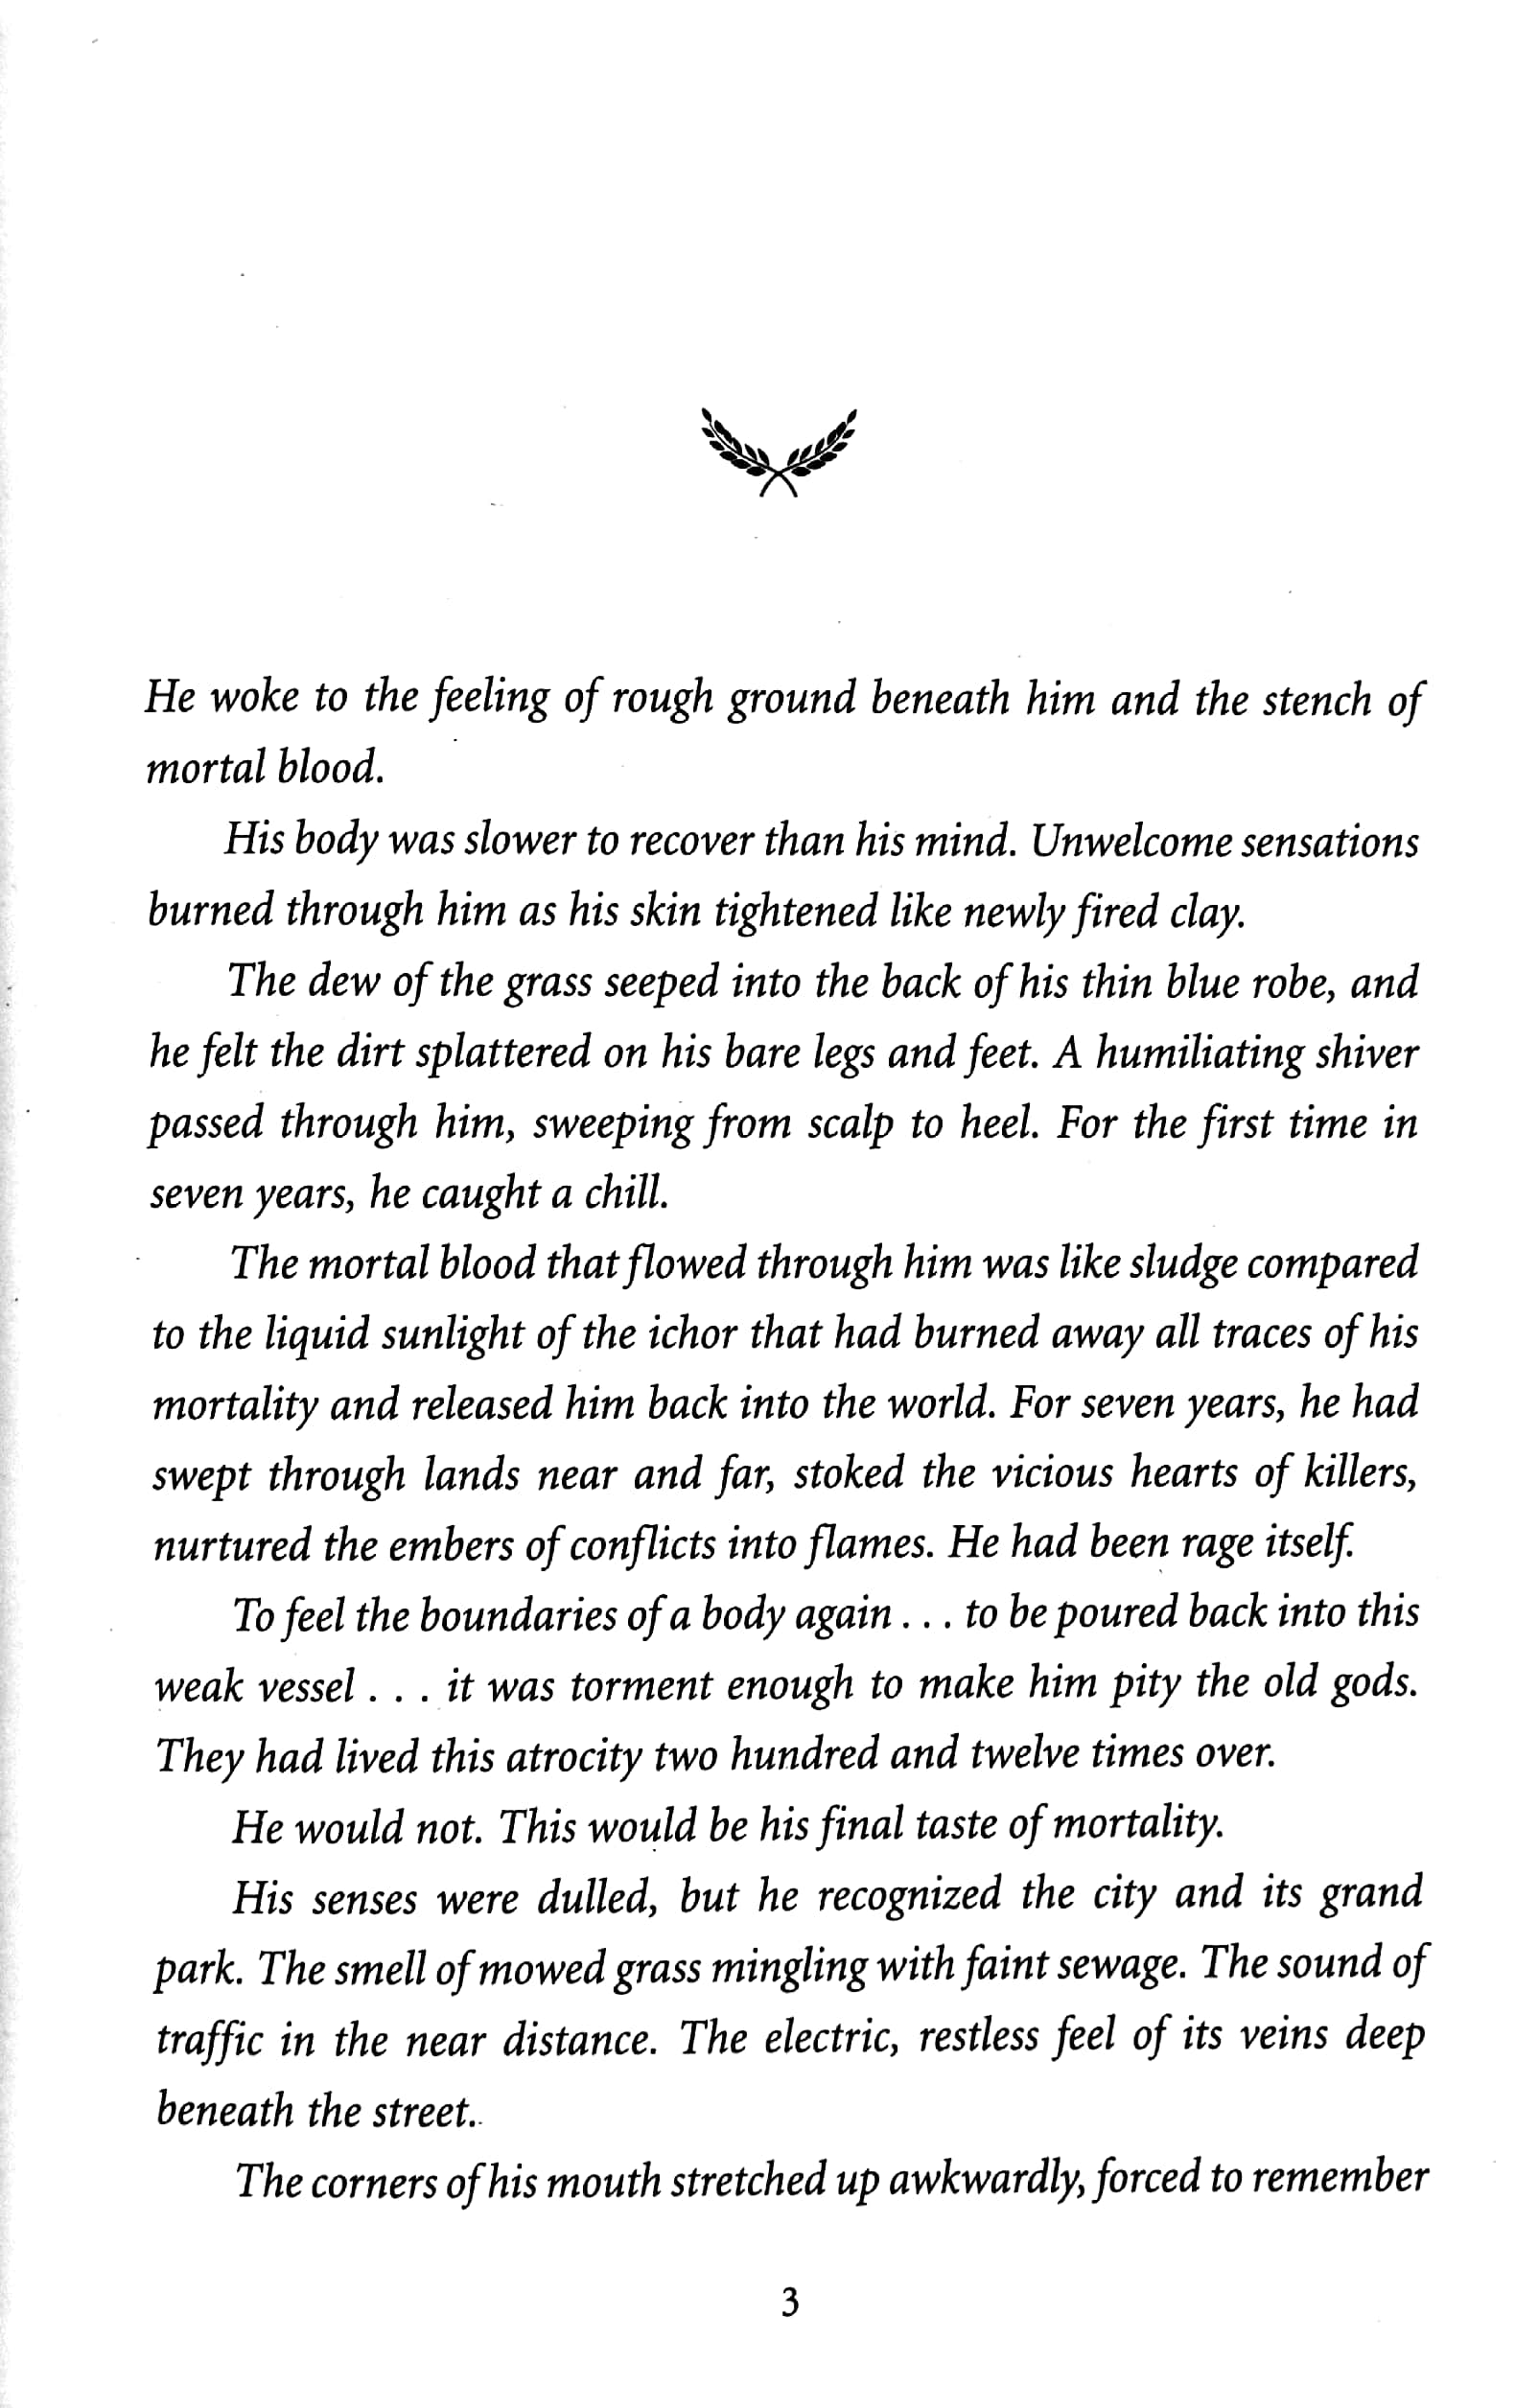 He woke to the feeling of rough ground beneath him and the stench of
mortal blood.
His body was slower to recover than his mind. Unwelcome sensations
burned through him as his skin tightened like newly fired clay.
The dew of the grass seeped into the back of his thin blue robe, and
he felt the dirt splattered on his bare legs and feet. A humiliating shiver
passed through him, sweeping from scalp to heel. For the first time in
seven years, he caught a chill.
The mortal blood that flowed through him was like sludge compared
to the liquid sunlight of the ichor that had burned away all traces of his
mortality and released him back into the world. For seven years, he had
swept through lands near and far, stoked the vicious hearts of killers,
nurtured the embers of conflicts into flames. He had been rage itself.
To feel the boundaries of a body again . . . to be poured back into this
weak vessel . . . it was torment enough to make him pity the old gods.
They had lived this atrocity two hundred and twelve times over.
He would not. This would be his final taste of mortality.
His senses were dulled, but he recognized the city and its grand
park. The smell of mowed grass mingling with faint sewage. The sound of
traffic in the near distance. The electric, restless feel of its veins deep
beneath the street.
The corners of his mouth stretched up awkwardly, forced to remember
3